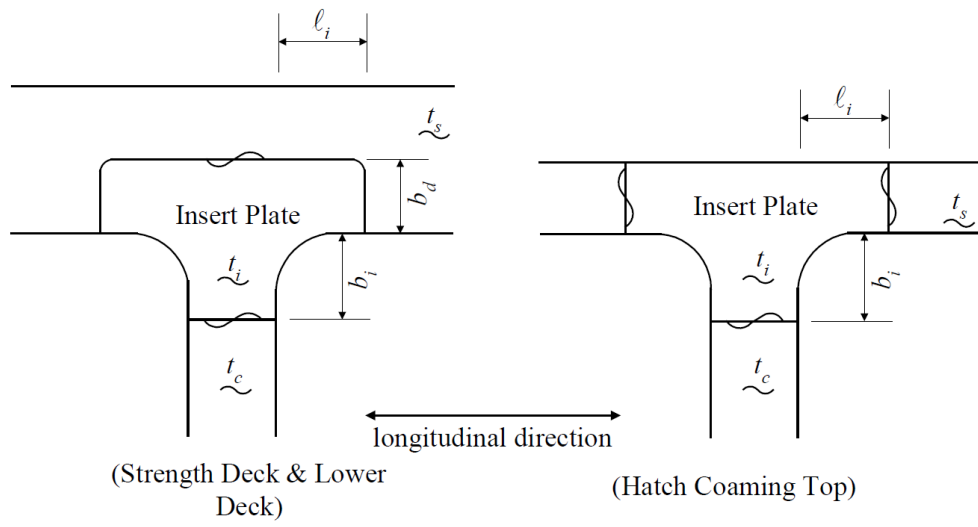 ℓi
ts
bd
Insert Plate
ti
bi
tc
(Strength Deck & Lower
Deck)
longitudinal direction
ℓi
ts
Insert Plate
ti
bi
tc
(Hatch Coaming Top)